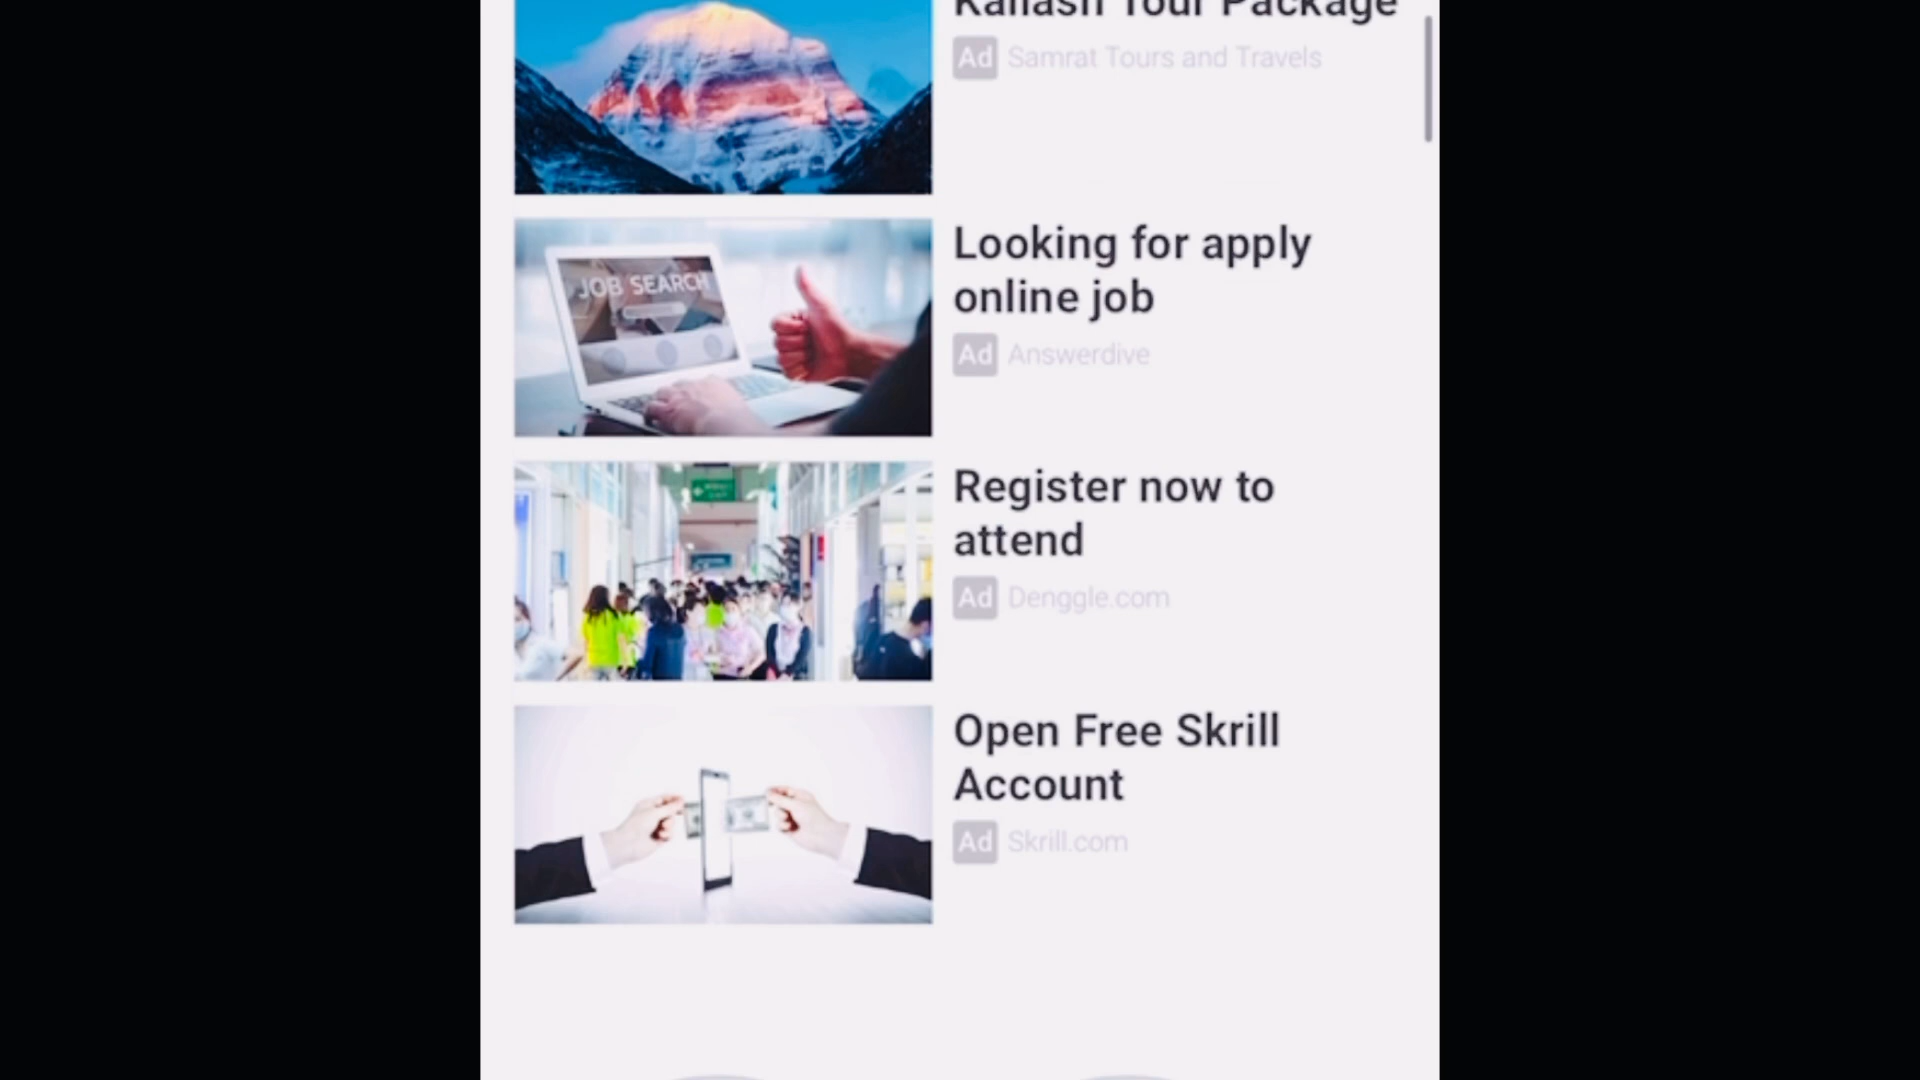 Kailash Tour Package
Ad Samrat Tours and Travels
JOB SEARCH
Looking for apply
online job
Ad Answerdive
Register now to
attend
Ad Denggle.com
Open Free Skrill
Account
Ad Skrill.com